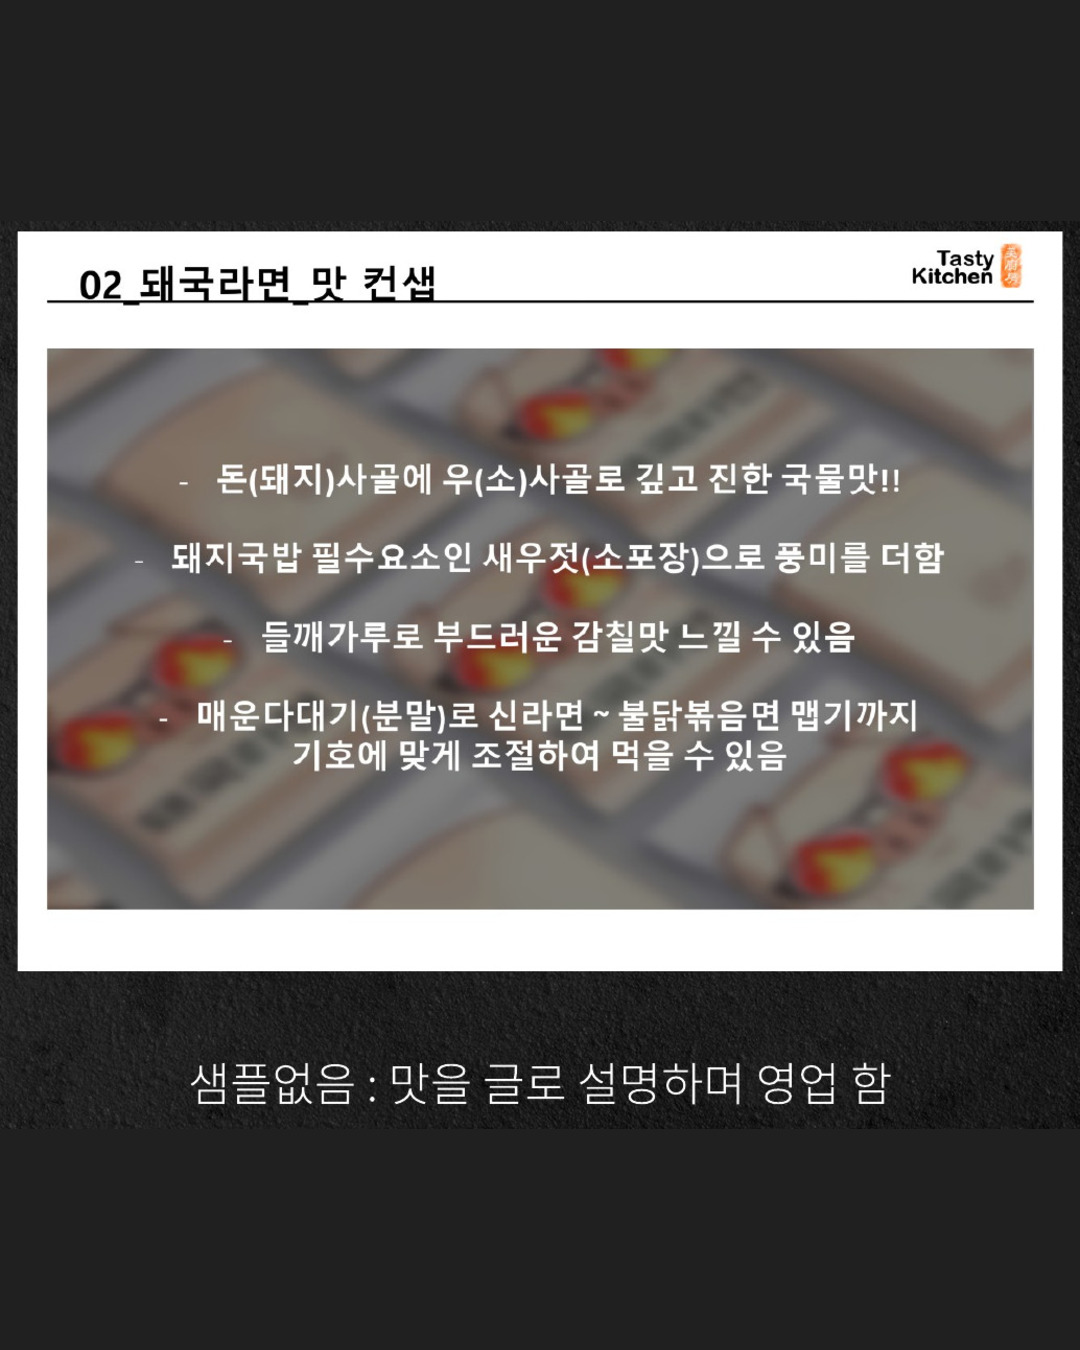 02_돼국라면_맛 컨샙
Tasty
Kitchen
- 돈(돼지)사골에 우(소)사골로 깊고 진한 국물맛!!
- 돼지국밥 필수요소인 새우젓(소포장)으로 풍미를 더함
- 들깨가루로 부드러운 감칠맛 느낄 수 있음
- 매운다대기(분말)로 신라면 ~ 불닭볶음면 맵기까지
기호에 맞게 조절하여 먹을 수 있음
샘플없음 : 맛을 글로 설명하며 영업 함